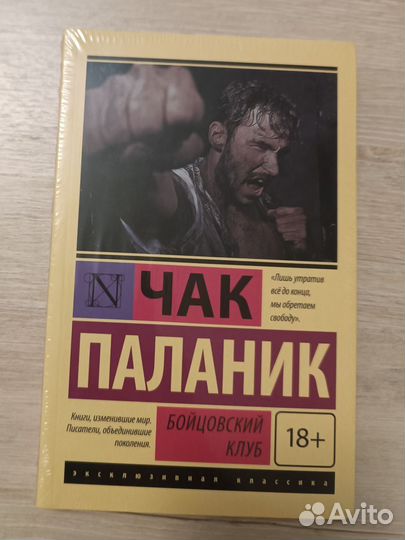 N
ЧАК
«Лишь утратив
всё до конца,
мы обретаем
свободу».
ПАЛАНИК
Книги, изменившие мир.
Писатели, объединившие
поколения.
БОЙЦОВСКИЙ
КЛУБ
18+
эксклюзивная классика
Avito